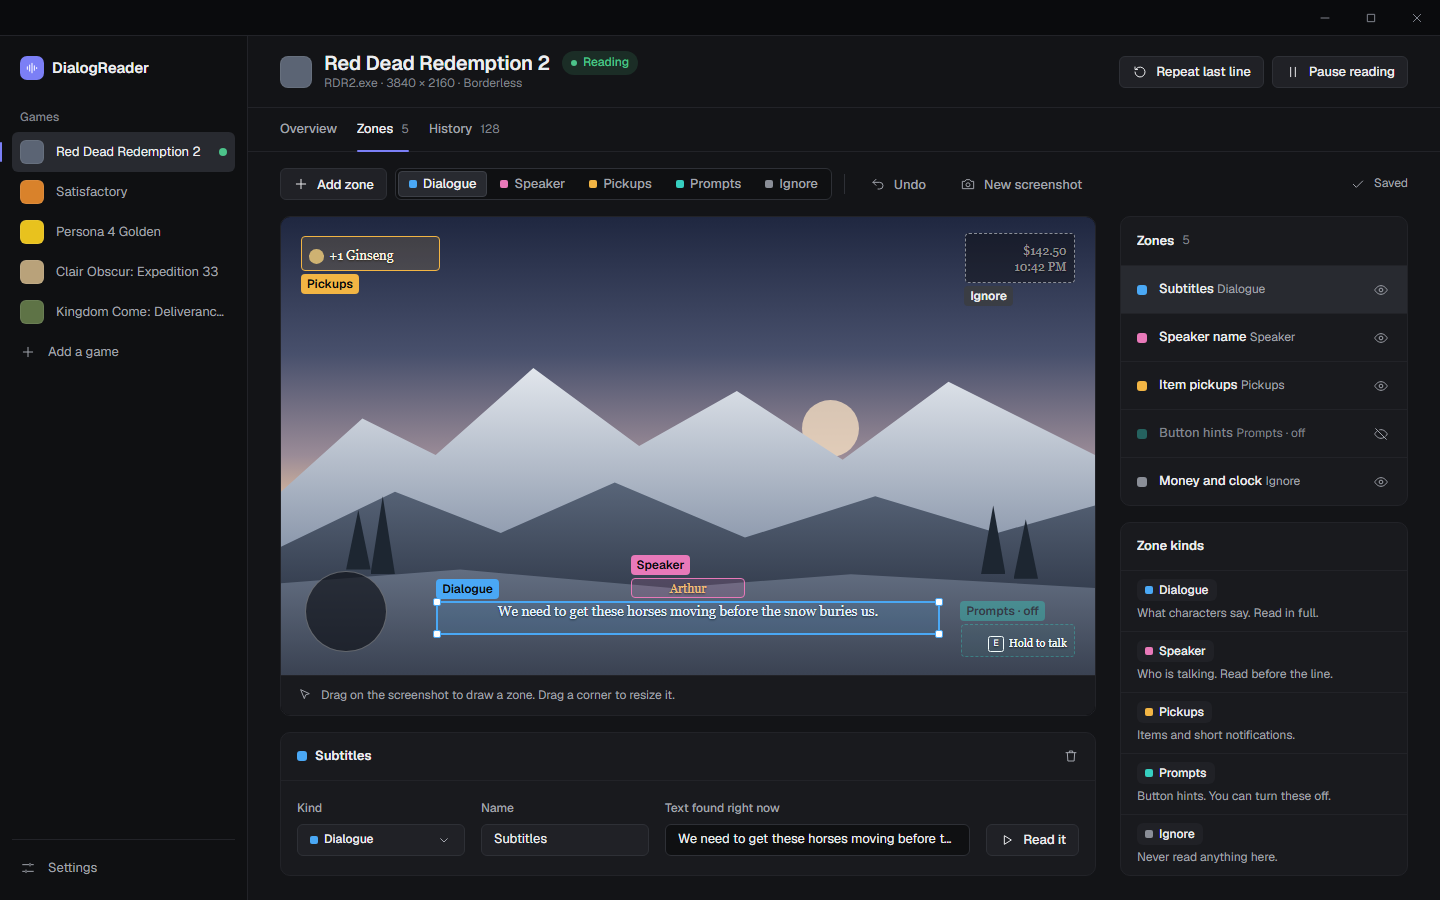 DialogReader
Games
Red Dead Redemption 2
Satisfactory
Persona 4 Golden
Clair Obscur: Expedition 33
Kingdom Come: Deliveranc...
Add a game
Settings
Red Dead Redemption 2
Reading
RDR2.exe · 3840 × 2160 · Borderless
Repeat last line
Pause reading
Overview
Zones 5
History 128
Add zone
Dialogue
Speaker
Pickups
Prompts
Ignore
Undo
New screenshot
Saved
+1 Ginseng
Pickups
$142.50
10:42 PM
Ignore
Speaker
Arthur
Dialogue
We need to get these horses moving before the snow buries us.
Prompts · off
E Hold to talk
Drag on the screenshot to draw a zone. Drag a corner to resize it.
Subtitles
Kind
Dialogue
Name
Subtitles
Text found right now
We need to get these horses moving before t...
Read it
Zones 5
Subtitles Dialogue
Speaker name Speaker
Item pickups Pickups
Button hints Prompts · off
Money and clock Ignore
Zone kinds
Dialogue
What characters say. Read in full.
Speaker
Who is talking. Read before the line.
Pickups
Items and short notifications.
Prompts
Button hints. You can turn these off.
Ignore
Never read anything here.